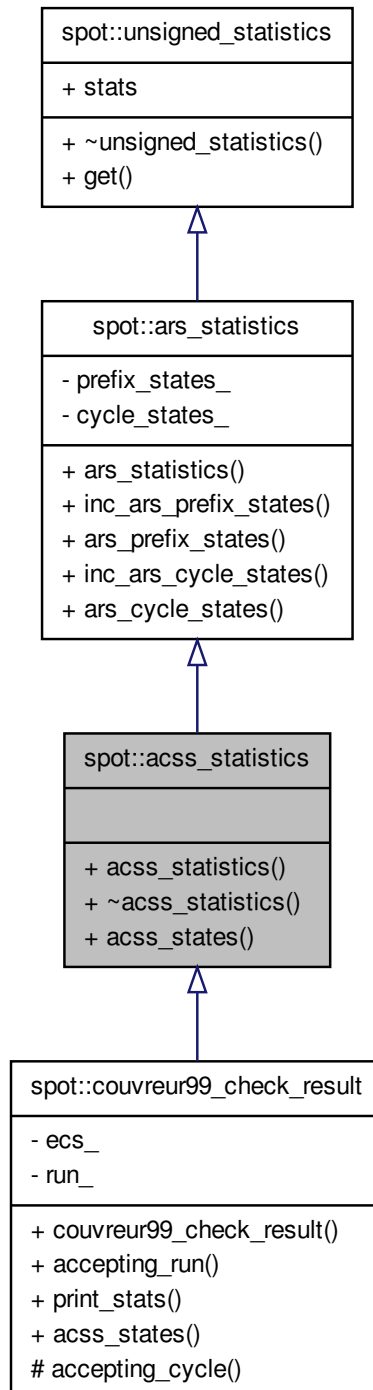 spot::unsigned_statistics
+ stats
+ ~unsigned_statistics()
+ get()
spot::ars_statistics
- prefix_states_
- cycle_states_
+ ars_statistics()
+ inc_ars_prefix_states()
+ ars_prefix_states()
+ inc_ars_cycle_states()
+ ars_cycle_states()
spot::acss_statistics
+ acss_statistics()
+ ~acss_statistics()
+ acss_states()
spot::couvreur99_check_result
- ecs_
- run_
+ couvreur99_check_result()
+ accepting_run()
+ print_stats()
+ acss_states()
# accepting_cycle()